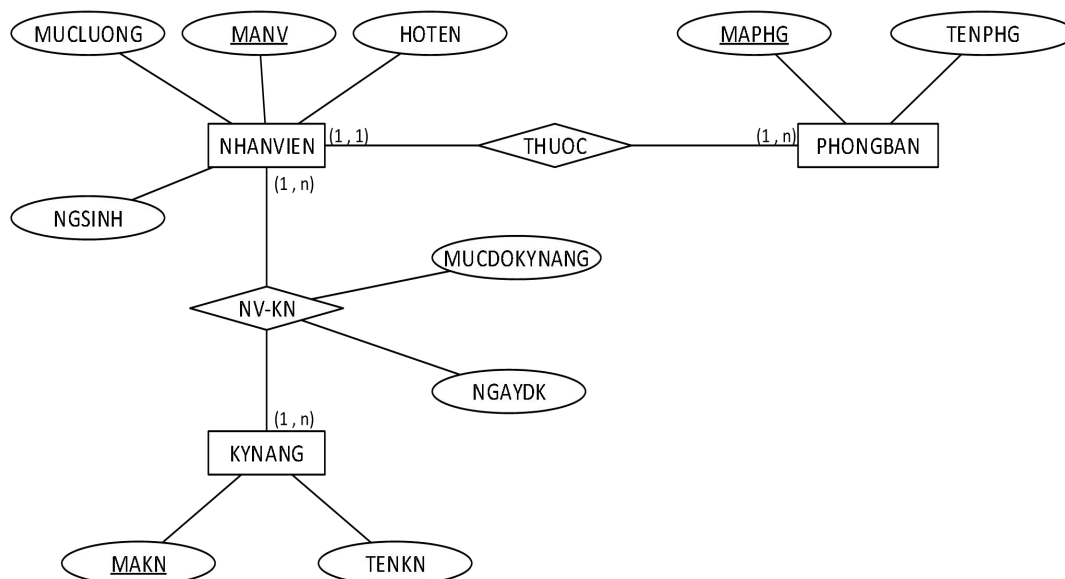 MUCLUONG
MANV
HOTEN
MAPHG
TENPHG
NHANVIEN
(1 , 1)
THUOC
(1 , n)
PHONGBAN
(1 , n)
NGSINH
MUCDOKYNANG
NV-KN
NGAYDK
(1 , n)
KYNANG
MAKN
TENKN